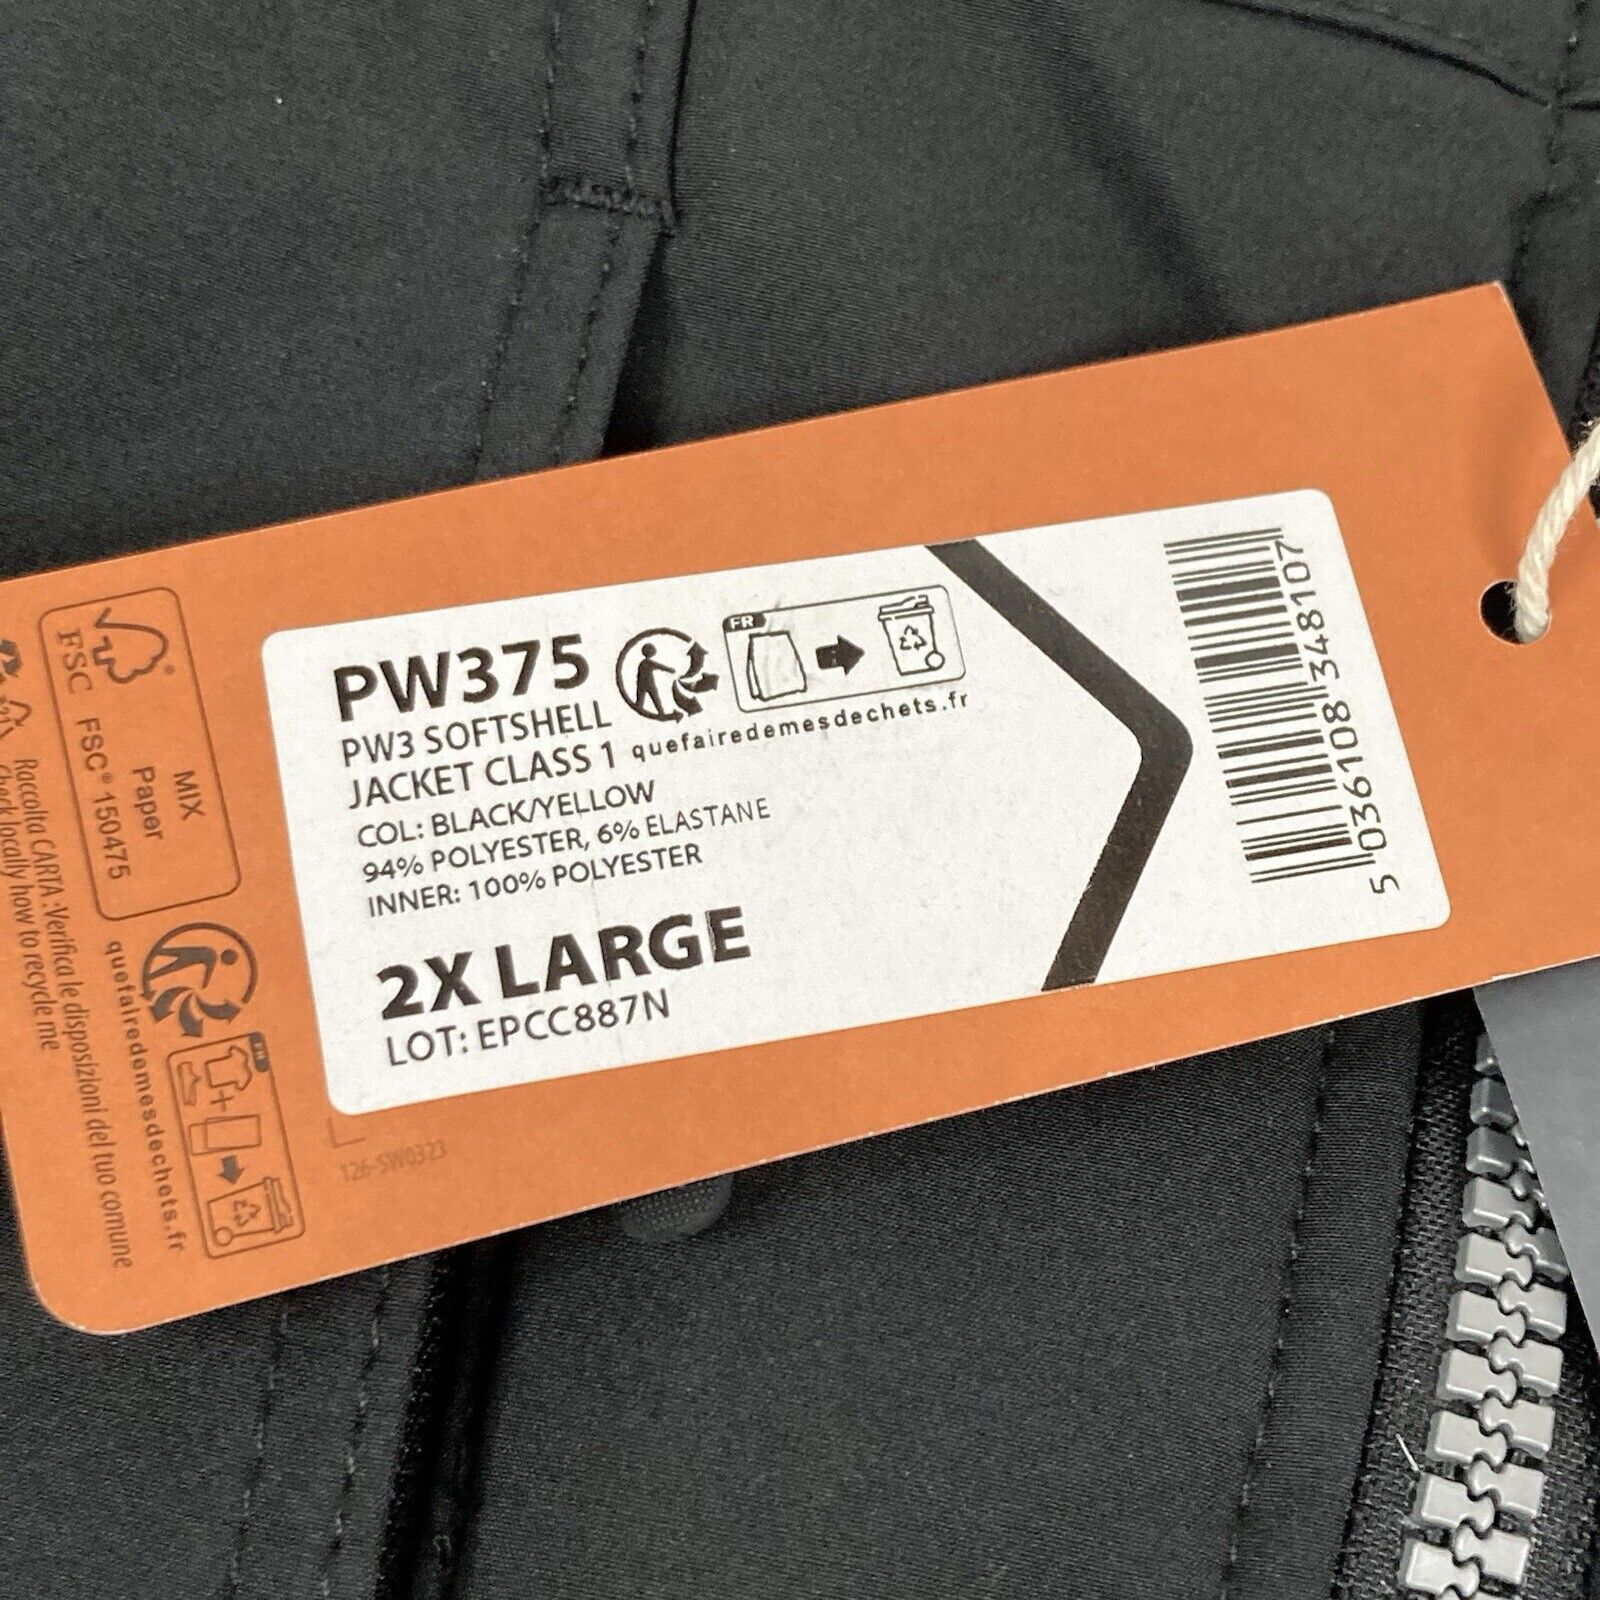 PW375
PW3 SOFTSHELL
JACKET CLASS 1
COL: BLACK/YELLOW
94% POLYESTER, 6% ELASTANE
INNER: 100% POLYESTER
2X LARGE
LOT: EPCC887N
FR
quefairedemesdechets.fr
5 036108 348107
FSC®
MIX
Paper
FSC® 150475
quefairedemesdechets.fr
FR
Raccolta CARTA :Verifica le disposizioni del tuo comune
Check locally how to recycle me
126-SW0323